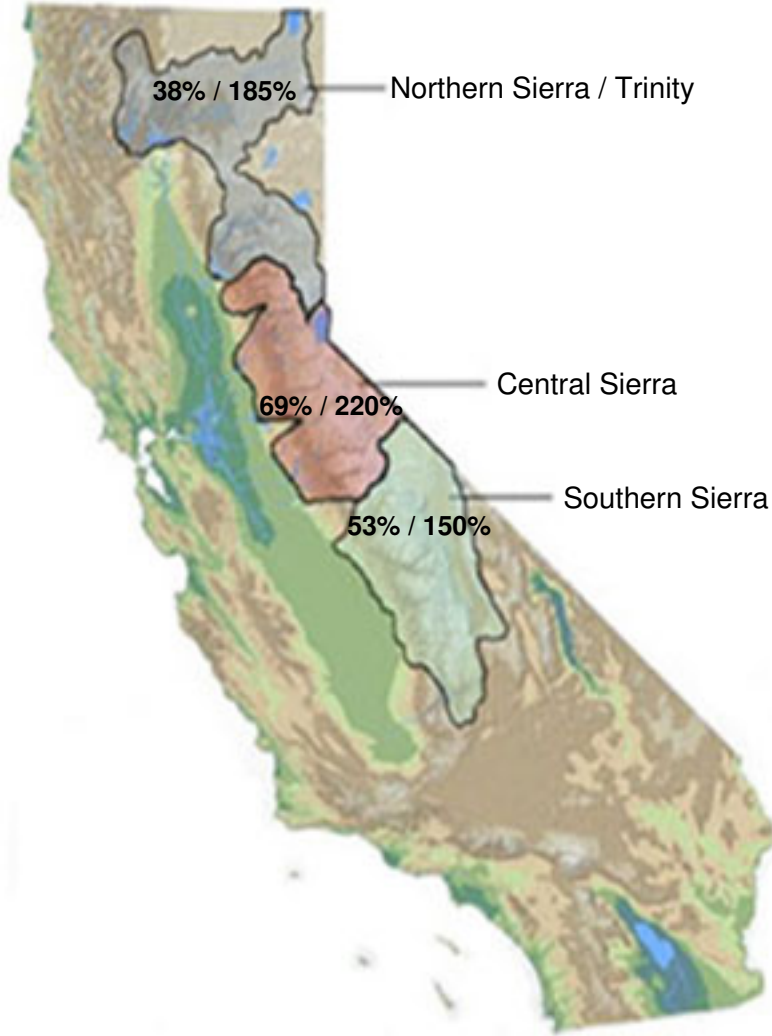 38% / 185%
Northern Sierra / Trinity
Central Sierra
69% / 220%
Southern Sierra
53% / 150%